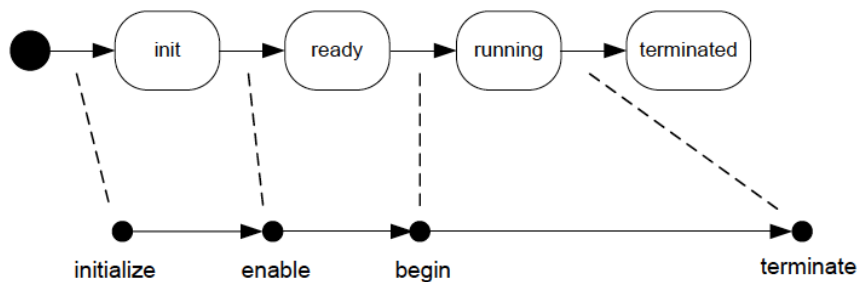 init
ready
running
terminated
initialize
enable
begin
terminate